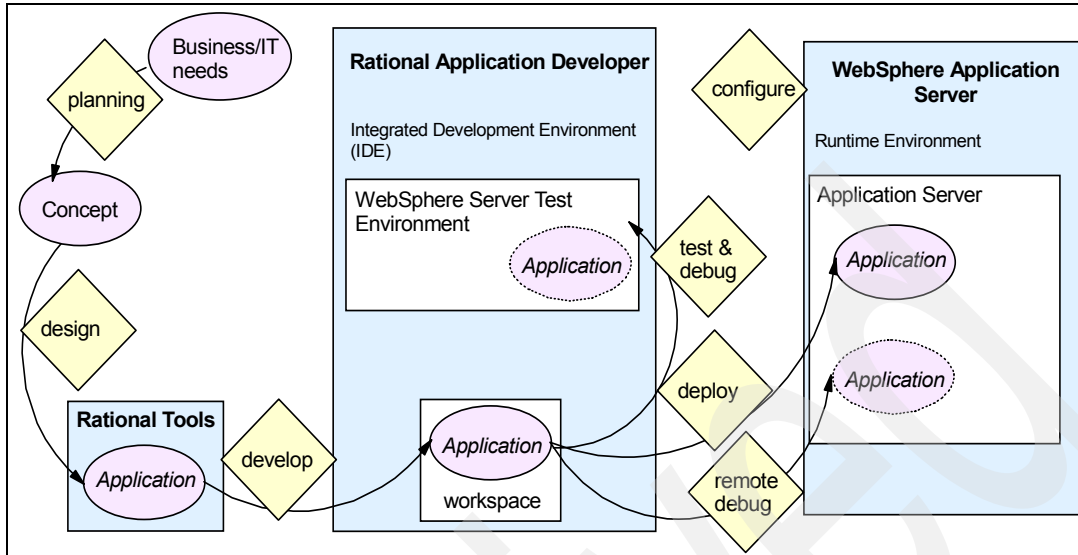 Business/IT
needs
planning
Concept
design
Rational Tools
Application
develop
Rational Application Developer
Integrated Development Environment
(IDE)
WebSphere Server Test
Environment
Application
Application
workspace
test &
debug
deploy
remote
debug
configure
WebSphere Application
Server
Runtime Environment
Application Server
Application
Application